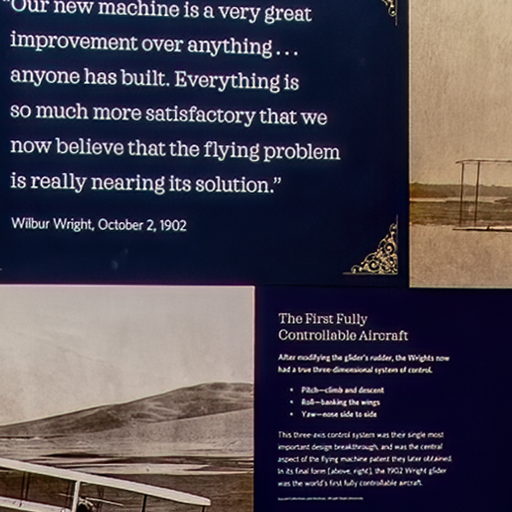 "Our new machine is a very great
improvement over anything . . .
anyone has built. Everything is
so much more satisfactory that we
now believe that the flying problem
is really nearing its solution."
Wilbur Wright, October 2, 1902
The First Fully
Controllable Aircraft
After modifying the glider's rudder, the Wrights now
had a true three-dimensional system of control.
• Pitch—climb and descent
• Roll—banking the wings
• Yaw—nose side to side
This three-axis control system was their single most
important design breakthrough, and was the central
aspect of the flying machine patent they later obtained.
In its final form [above, right], the 1902 Wright glider
was the world's first fully controllable aircraft.